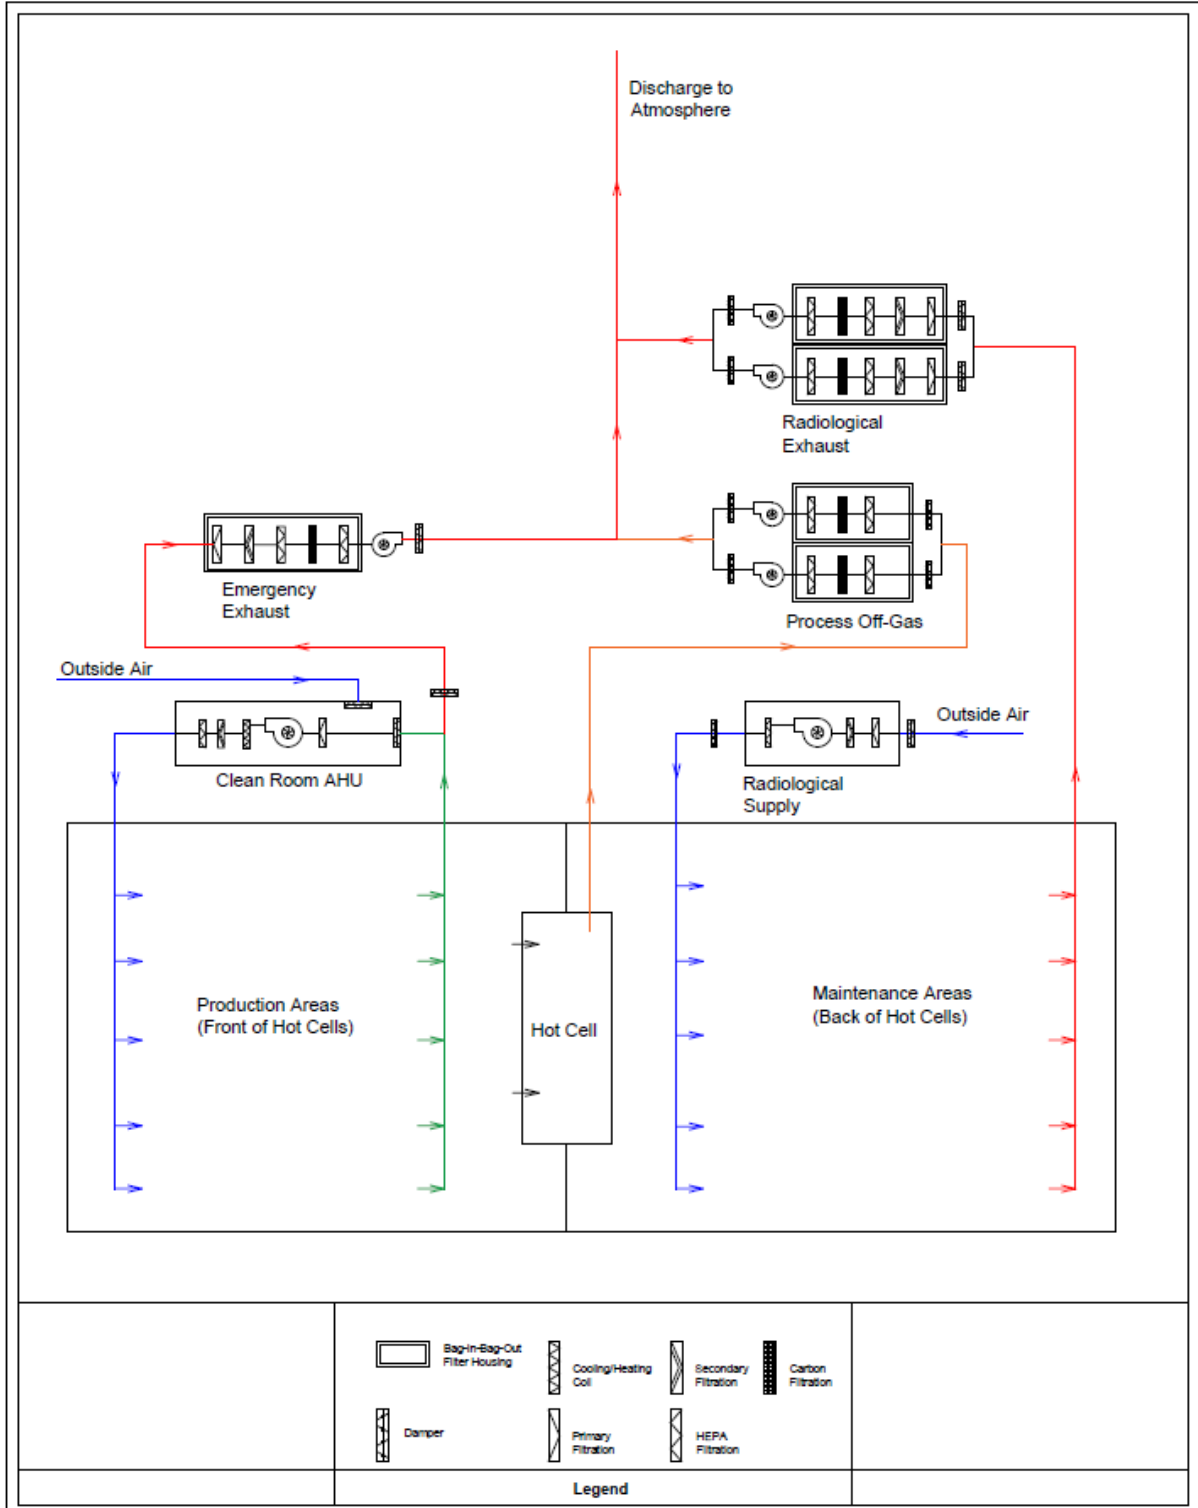 Discharge to
Atmosphere
Radiological
Exhaust
Emergency
Exhaust
Process Off-Gas
Outside Air
Outside Air
Clean Room AHU
Radiological
Supply
Production Areas
(Front of Hot Cells)
Hot Cell
Maintenance Areas
(Back of Hot Cells)
Bag-In-Bag-Out
Filter Housing
Cooling/Heating
Coil
Secondary
Filtration
Carbon
Filtration
Damper
Primary
Filtration
HEPA
Filtration
Legend